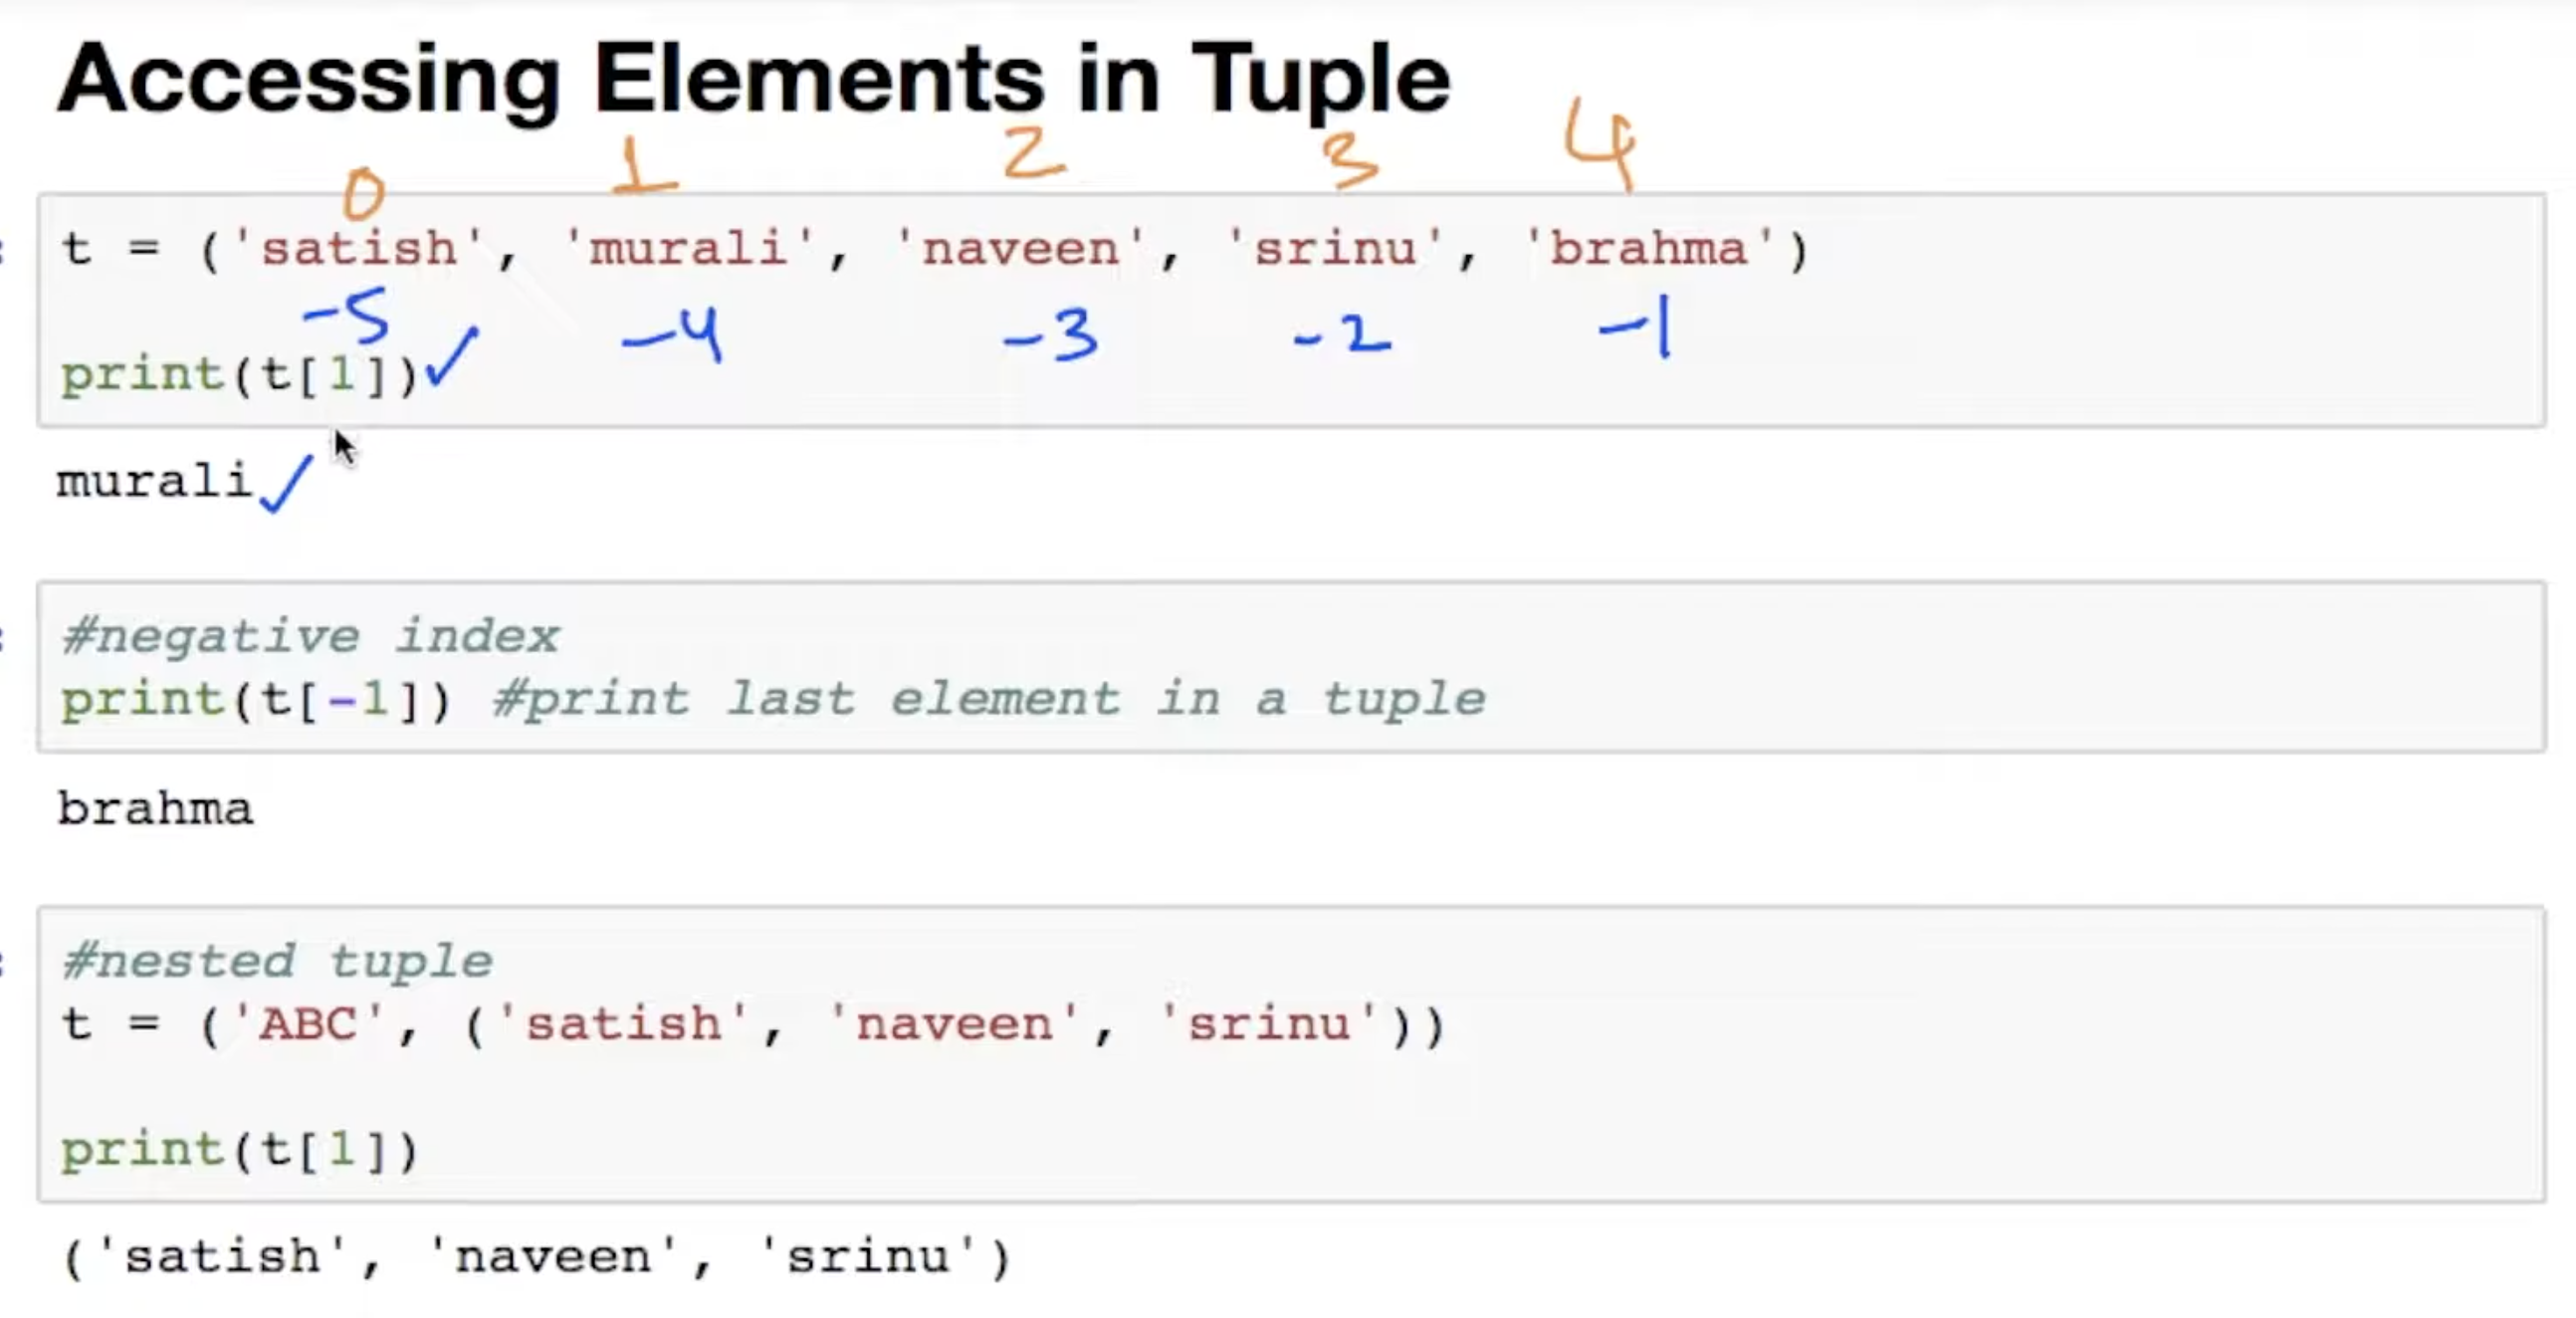 Accessing Elements in Tuple
0 1 2 3 4
t = ('satish', 'murali', 'naveen', 'srinu', 'brahma')
-5 -4 -3 -2 -1
print(t[1])
murali
#negative index
print(t[-1]) #print last element in a tuple
brahma
#nested tuple
t = ('ABC', ('satish', 'naveen', 'srinu'))
print(t[1])
('satish', 'naveen', 'srinu')